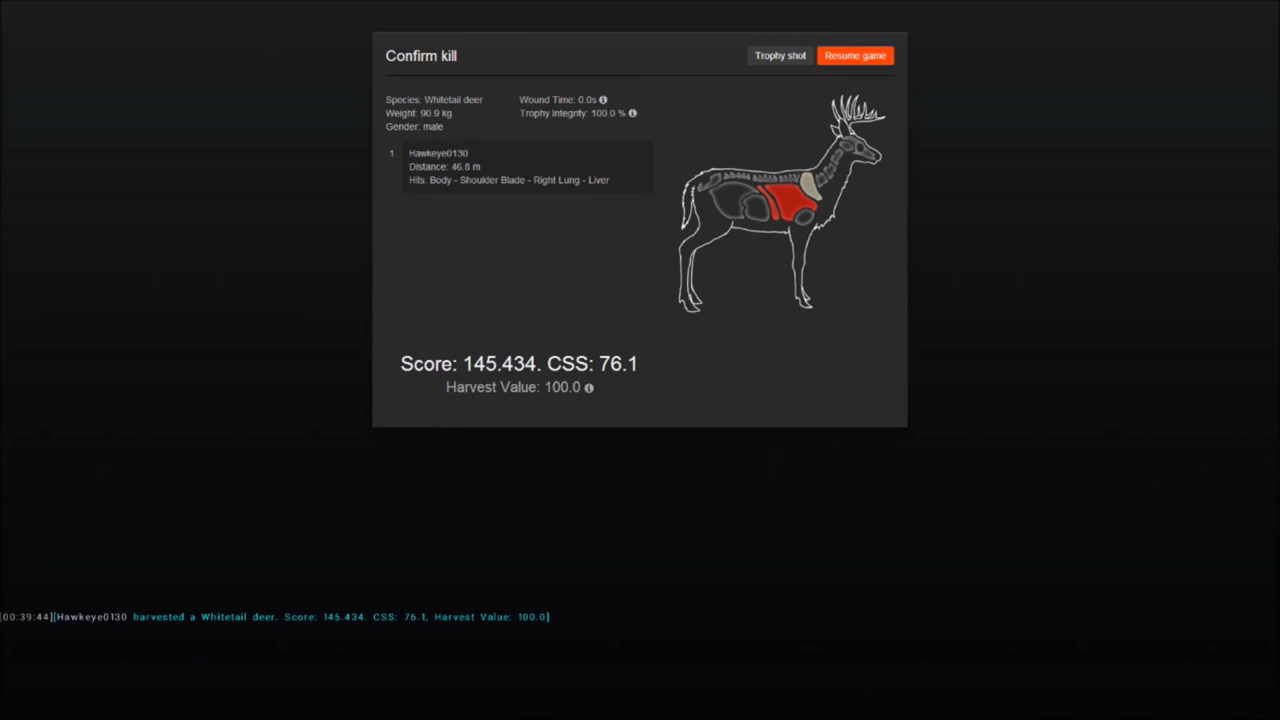 Confirm kill
Trophy shot
Resume game
Species: Whitetail deer
Weight: 90.9 kg
Gender: male
Wound Time: 0.0s
Trophy Integrity: 100.0 %
1. Hawkeye0130
Distance: 46.8 m
Hits: Body - Shoulder Blade - Right Lung - Liver
Score: 145.434. CSS: 76.1
Harvest Value: 100.0
[00:39:44][Hawkeye0130 harvested a Whitetail deer. Score: 145.434. CSS: 76.1, Harvest Value: 100.0]